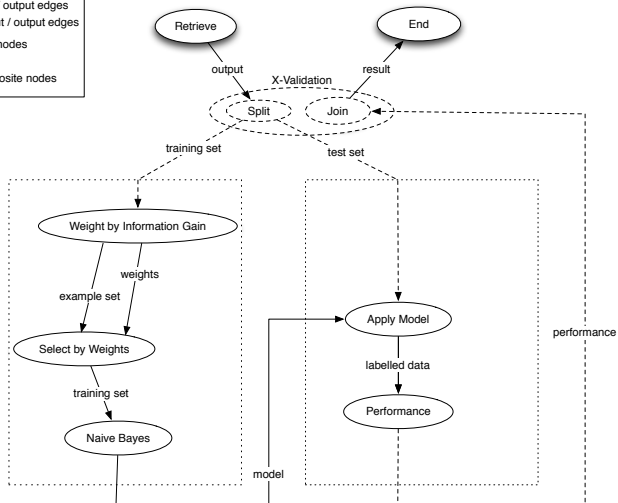 output edges
t / output edges
nodes
osite nodes
Retrieve
End
output
result
X-Validation
Split
Join
training set
test set
Weight by Information Gain
weights
example set
Select by Weights
training set
Naive Bayes
Apply Model
labelled data
Performance
performance
model